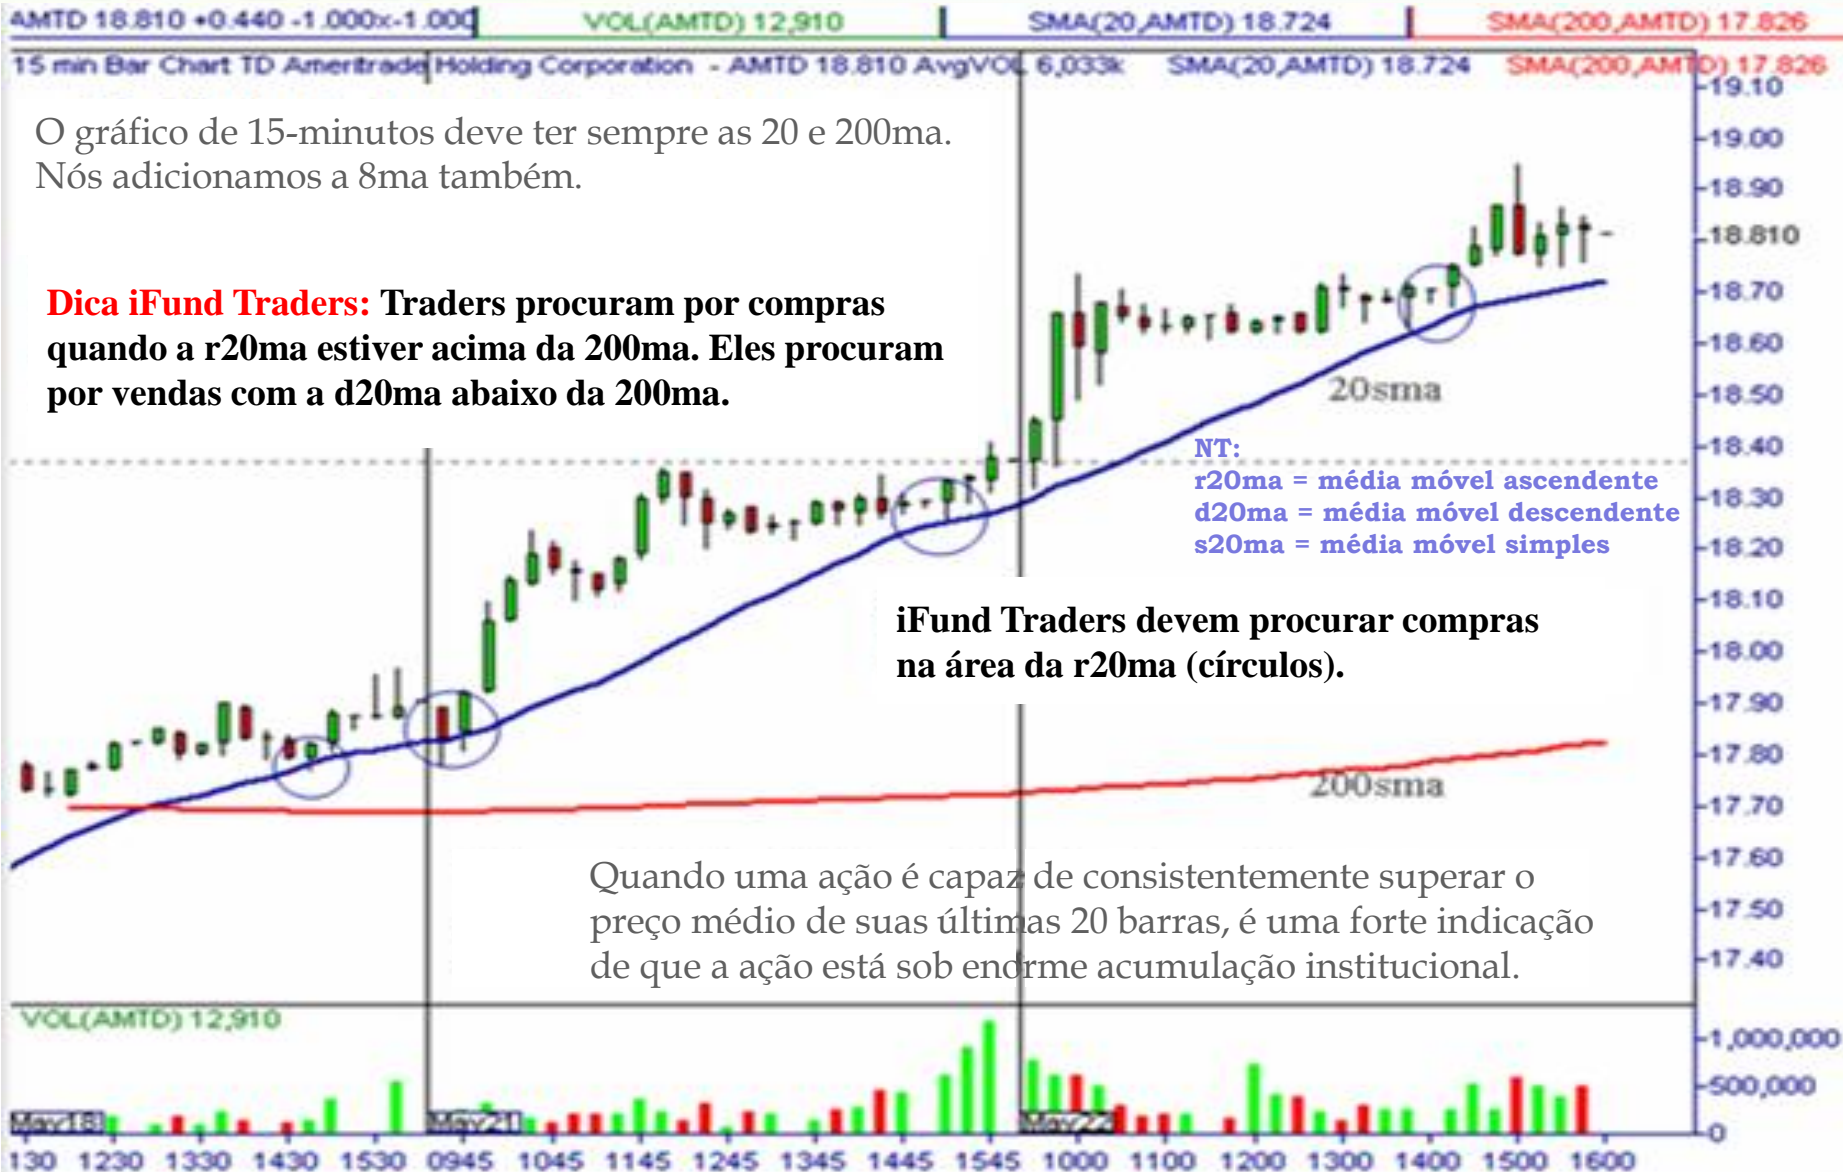 AMTD 18.810 +0.440 -1.000x-1.000
VOL(AMTD) 12,910
SMA(20,AMTD) 18.724
SMA(200,AMTD) 17.826
15 min Bar Chart TD Ameritrade Holding Corporation - AMTD 18.810 AvgVOL 6,033k SMA(20,AMTD) 18.724 SMA(200,AMTD) 17.826
O gráfico de 15-minutos deve ter sempre as 20 e 200ma.
Nós adicionamos a 8ma também.
Dica iFund Traders: Traders procuram por compras
quando a r20ma estiver acima da 200ma. Eles procuram
por vendas com a d20ma abaixo da 200ma.
20sma
NT:
r20ma = média móvel ascendente
d20ma = média móvel descendente
s20ma = média móvel simples
iFund Traders devem procurar compras
na área da r20ma (círculos).
200sma
Quando uma ação é capaz de consistentemente superar o
preço médio de suas últimas 20 barras, é uma forte indicação
de que a ação está sob enorme acumulação institucional.
19.10
19.00
18.90
18.810
18.70
18.60
18.50
18.40
18.30
18.20
18.10
18.00
17.90
17.80
17.70
17.60
17.50
17.40
VOL(AMTD) 12,910
1,000,000
500,000
0
May18
May21
May22
130 1230 1330 1430 1530 0945 1045 1145 1245 1345 1445 1545 1000 1100 1200 1300 1400 1500 1600